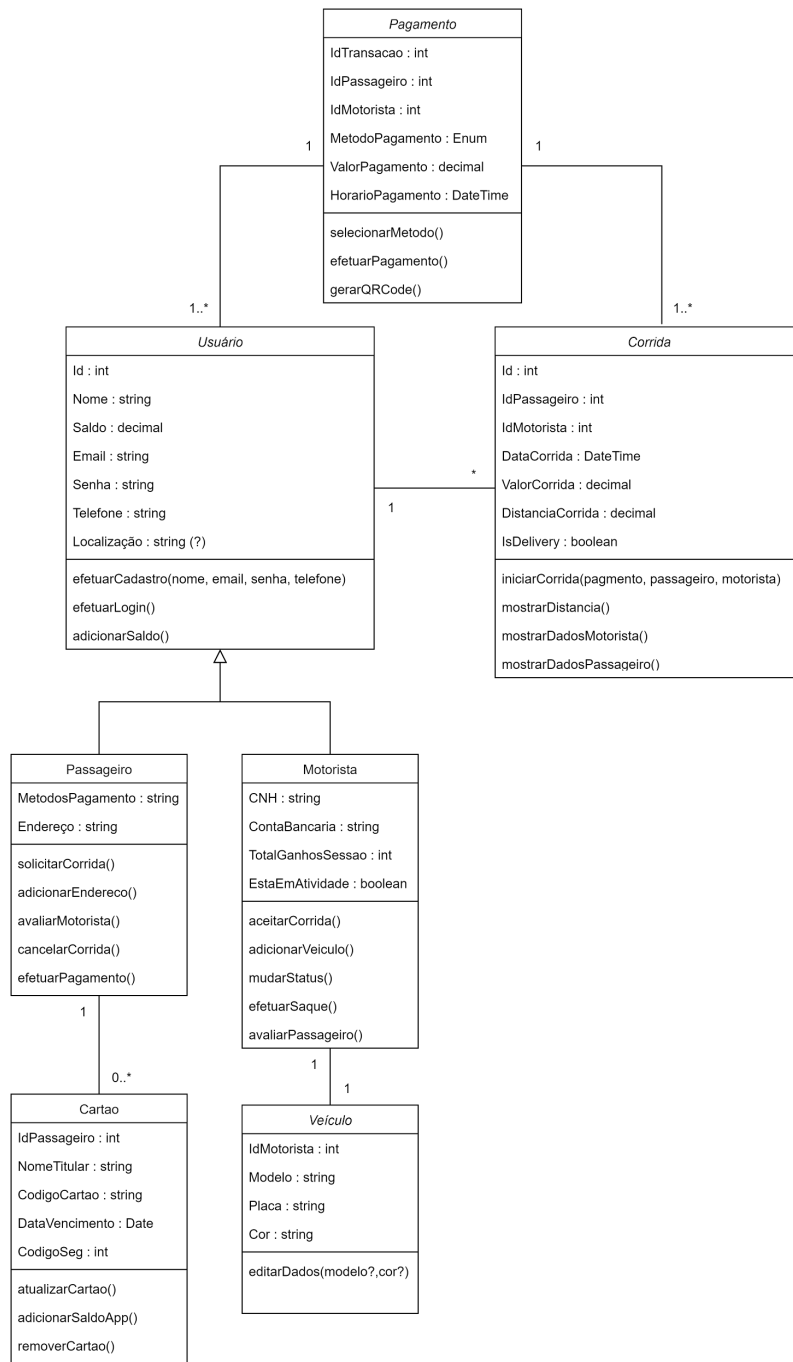 Pagamento
IdTransacao : int
IdPassageiro : int
IdMotorista : int
MetodoPagamento : Enum
ValorPagamento : decimal
HorarioPagamento : DateTime
selecionarMetodo()
efetuarPagamento()
gerarQRCode()
1
1
1..*
1..*
Usuário
Id : int
Nome : string
Saldo : decimal
Email : string
Senha : string
Telefone : string
Localização : string (?)
efetuarCadastro(nome, email, senha, telefone)
efetuarLogin()
adicionarSaldo()
1
*
Corrida
Id : int
IdPassageiro : int
IdMotorista : int
DataCorrida : DateTime
ValorCorrida : decimal
DistanciaCorrida : decimal
IsDelivery : boolean
iniciarCorrida(pagmento, passageiro, motorista)
mostrarDistancia()
mostrarDadosMotorista()
mostrarDadosPassageiro()
Passageiro
MetodosPagamento : string
Endereço : string
solicitarCorrida()
adicionarEndereco()
avaliarMotorista()
cancelarCorrida()
efetuarPagamento()
Motorista
CNH : string
ContaBancaria : string
TotalGanhosSessao : int
EstaEmAtividade : boolean
aceitarCorrida()
adicionarVeiculo()
mudarStatus()
efetuarSaque()
avaliarPassageiro()
1
0..*
1
1
Cartao
IdPassageiro : int
NomeTitular : string
CodigoCartao : string
DataVencimento : Date
CodigoSeg : int
atualizarCartao()
adicionarSaldoApp()
removerCartao()
Veículo
IdMotorista : int
Modelo : string
Placa : string
Cor : string
editarDados(modelo?,cor?)